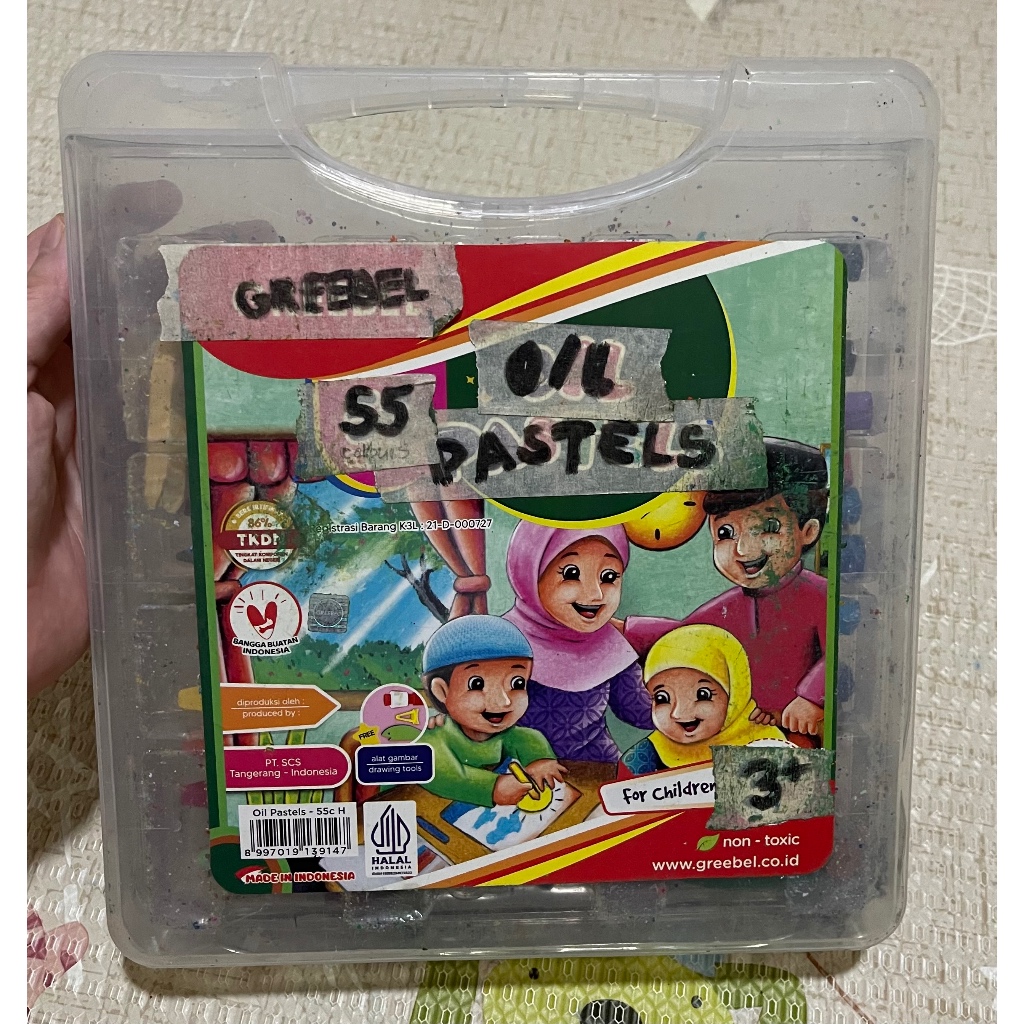 GREEBEL
OIL
55
colours
PASTELS
86%
TKDN
TINGKAT KOMPONEN
DALAM NEGERI
istrasi Barang K3L : 21-D-000727
BANGGA BUATAN
INDONESIA
diproduksi oleh :
produced by :
FREE
PT. SCS
Tangerang - Indonesia
alat gambar
drawing tools
for Children
3+
Oil Pastels - 55c H
8 997019 139147
HALAL
INDONESIA
non - toxic
www.greebel.co.id
MADE IN INDONESIA